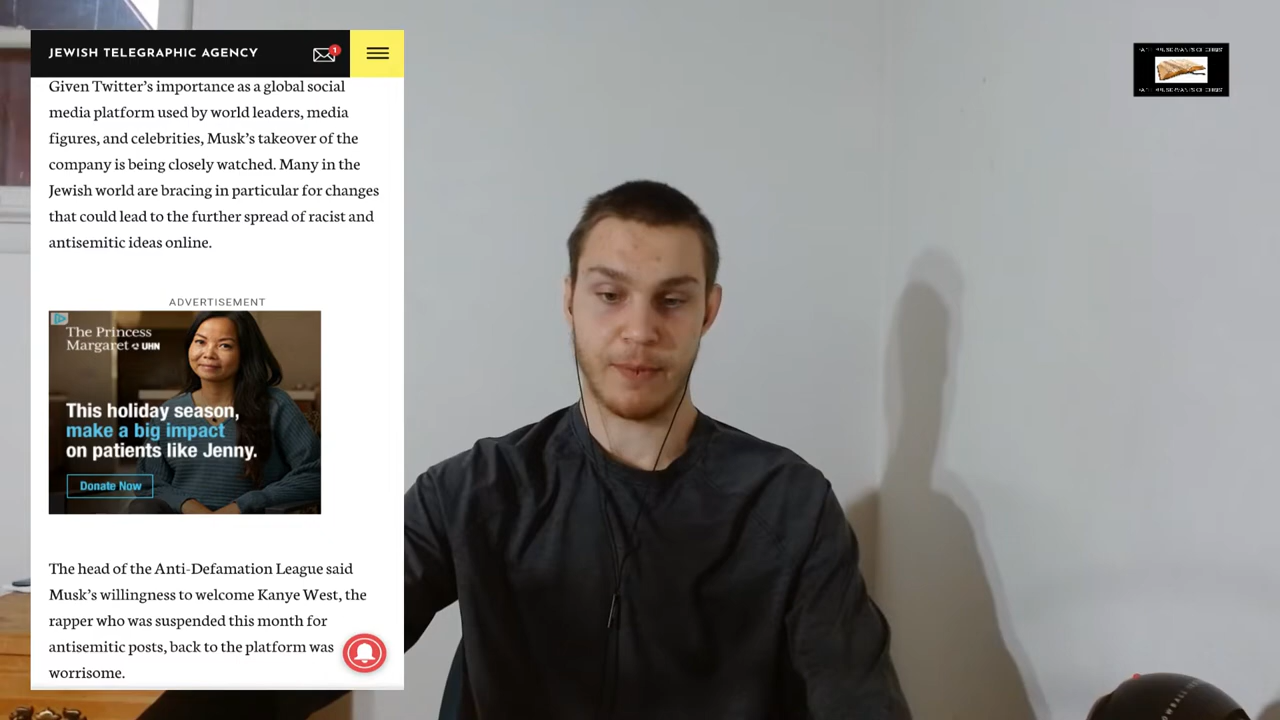 JEWISH TELEGRAPHIC AGENCY
1
Given Twitter's importance as a global social
media platform used by world leaders, media
figures, and celebrities, Musk's takeover of the
company is being closely watched. Many in the
Jewish world are bracing in particular for changes
that could lead to the further spread of racist and
antisemitic ideas online.
ADVERTISEMENT
The Princess
Margaret UHN
This holiday season,
make a big impact
on patients like Jenny.
Donate Now
The head of the Anti-Defamation League said
Musk's willingness to welcome Kanye West, the
rapper who was suspended this month for
antisemitic posts, back to the platform was
worrisome.